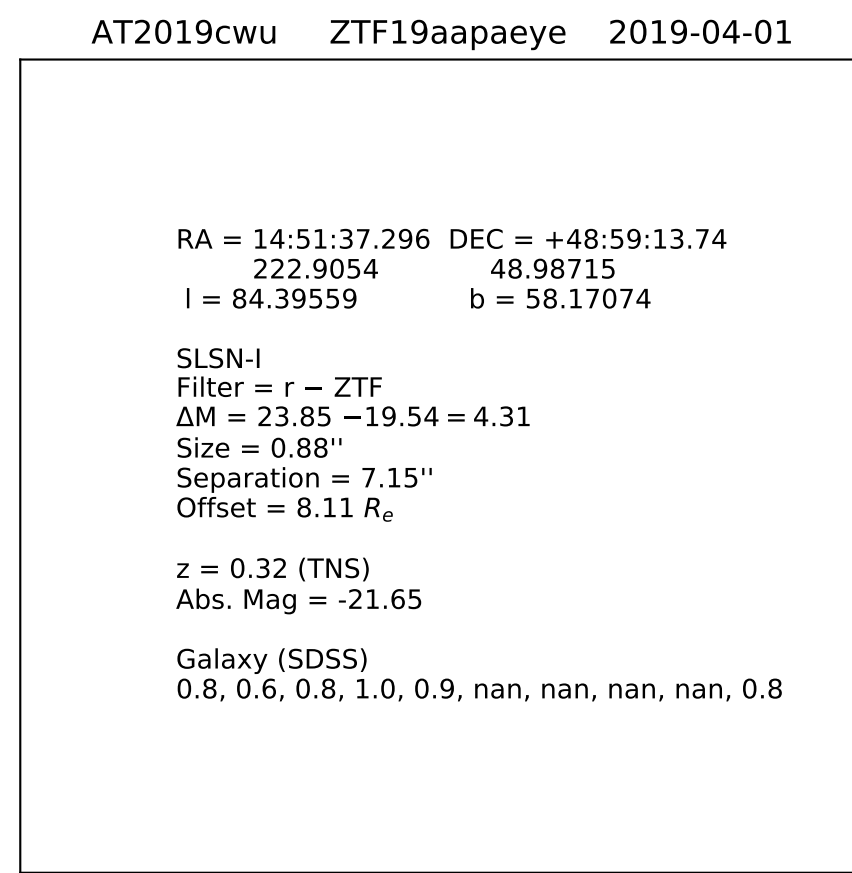 AT2019cwu ZTF19aapaeye 2019-04-01
RA = 14:51:37.296 DEC = +48:59:13.74
222.9054 48.98715
l = 84.39559 b = 58.17074
SLSN-I
Filter = r − ZTF
ΔM = 23.85 −19.54 = 4.31
Size = 0.88''
Separation = 7.15''
Offset = 8.11 Re
z = 0.32 (TNS)
Abs. Mag = -21.65
Galaxy (SDSS)
0.8, 0.6, 0.8, 1.0, 0.9, nan, nan, nan, nan, 0.8